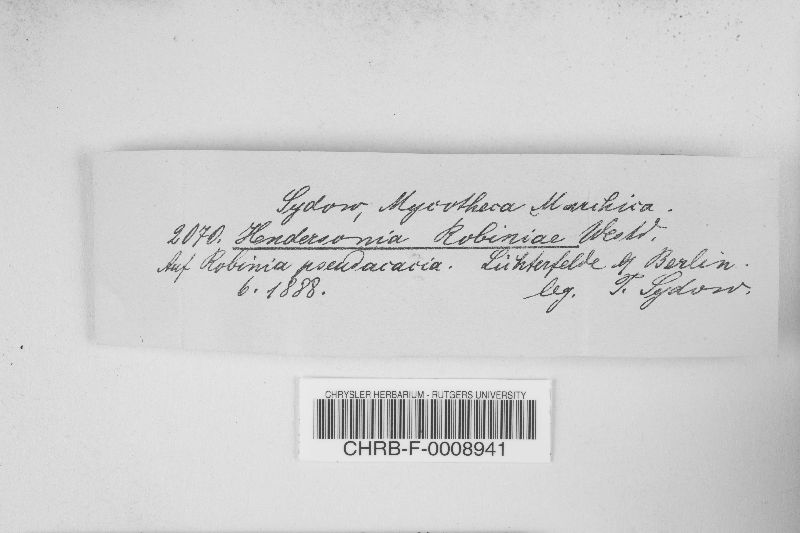 Sydow, Mycotheca Marchica.
2070. Hendersonia Robiniae Westd.
Auf Robinia pseudacacia. Lichterfelde b/ Berlin.
6. 1888. leg. P. Sydow.
CHRYSLER HERBARIUM - RUTGERS UNIVERSITY
CHRB-F-0008941